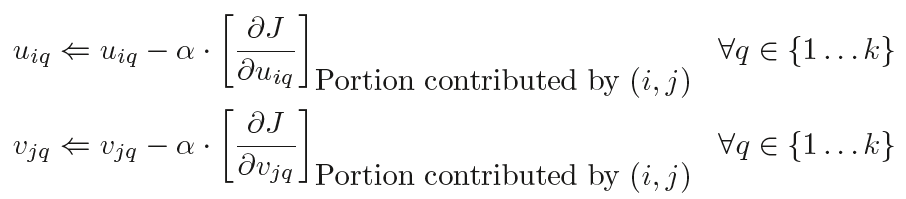 u_{iq} ⇐ u_{iq} − α · [∂J/∂u_{iq}]_{Portion contributed by (i, j)} ∀q ∈ {1 … k}
v_{jq} ⇐ v_{jq} − α · [∂J/∂v_{jq}]_{Portion contributed by (i, j)} ∀q ∈ {1 … k}